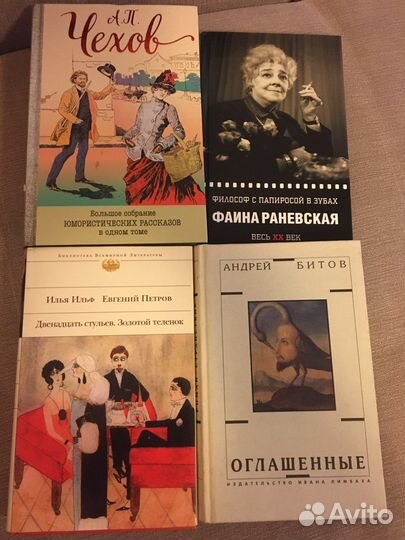 А.П.
Чехов
Большое собрание
ЮМОРИСТИЧЕСКИХ РАССКАЗОВ
в одном томе
ФИЛОСОФ С ПАПИРОСОЙ В ЗУБАХ
ФАИНА РАНЕВСКАЯ
ВЕСЬ XX ВЕК
Библиотека Всемирной Литературы
Илья Ильф Евгений Петров
Двенадцать стульев. Золотой теленок
АНДРЕЙ БИТОВ
ОГЛАШЕННЫЕ
ИЗДАТЕЛЬСТВО ИВАНА ЛИМБАХА
Avito